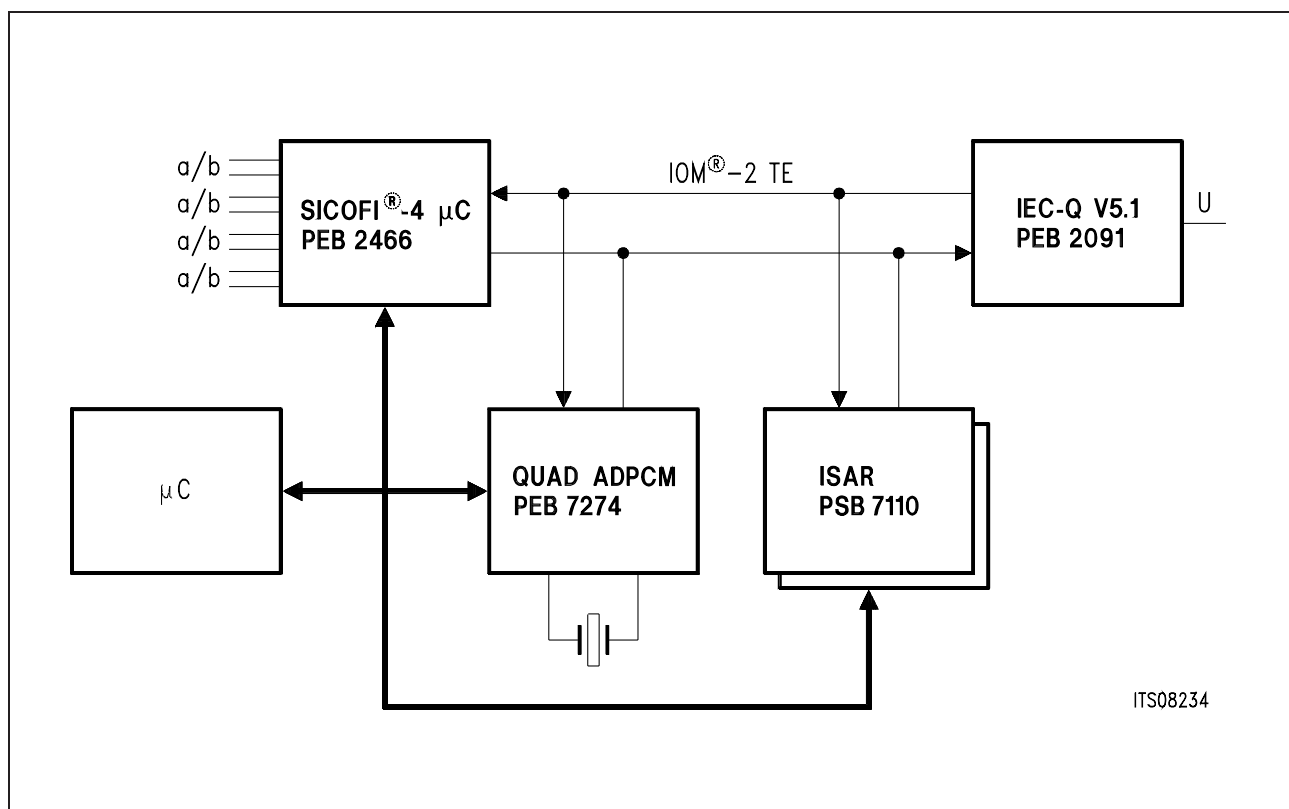 a/b
a/b
a/b
a/b
SICOFI®-4 µC
PEB 2466
IOM®-2 TE
IEC-Q V5.1
PEB 2091
U
µC
QUAD ADPCM
PEB 7274
ISAR
PSB 7110
ITS08234